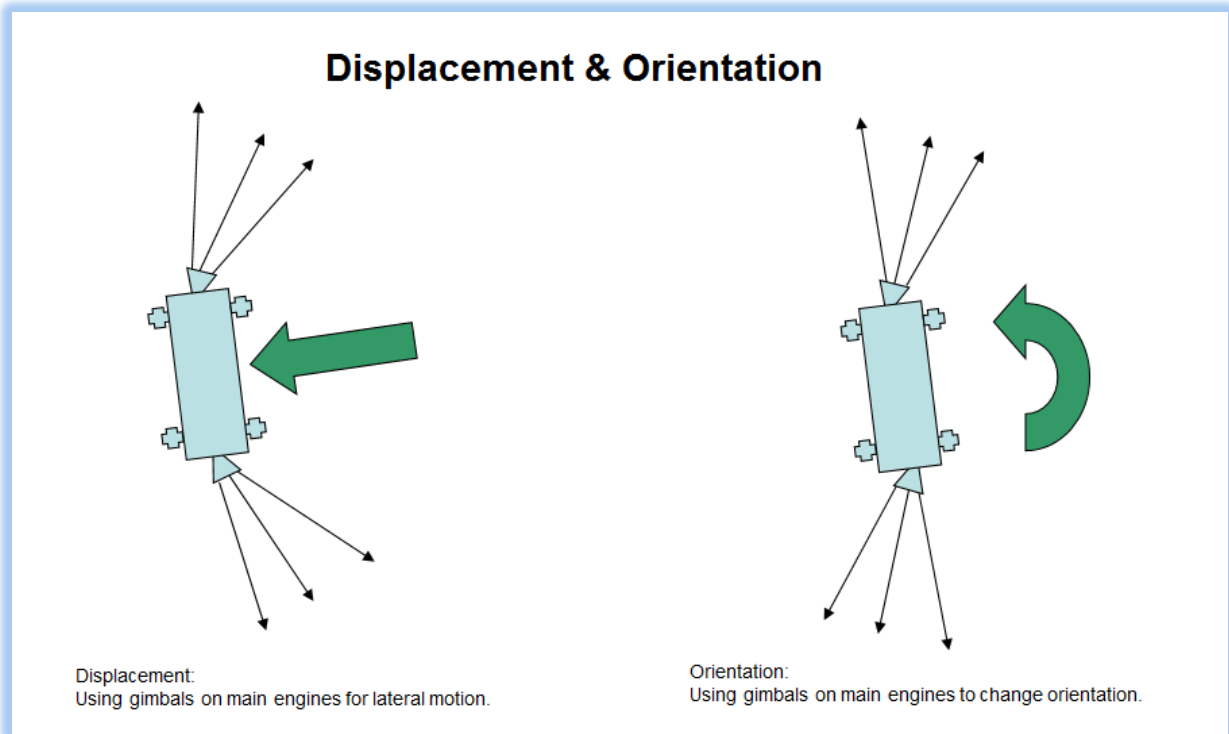 Displacement & Orientation
Displacement:
Using gimbals on main engines for lateral motion.
Orientation:
Using gimbals on main engines to change orientation.